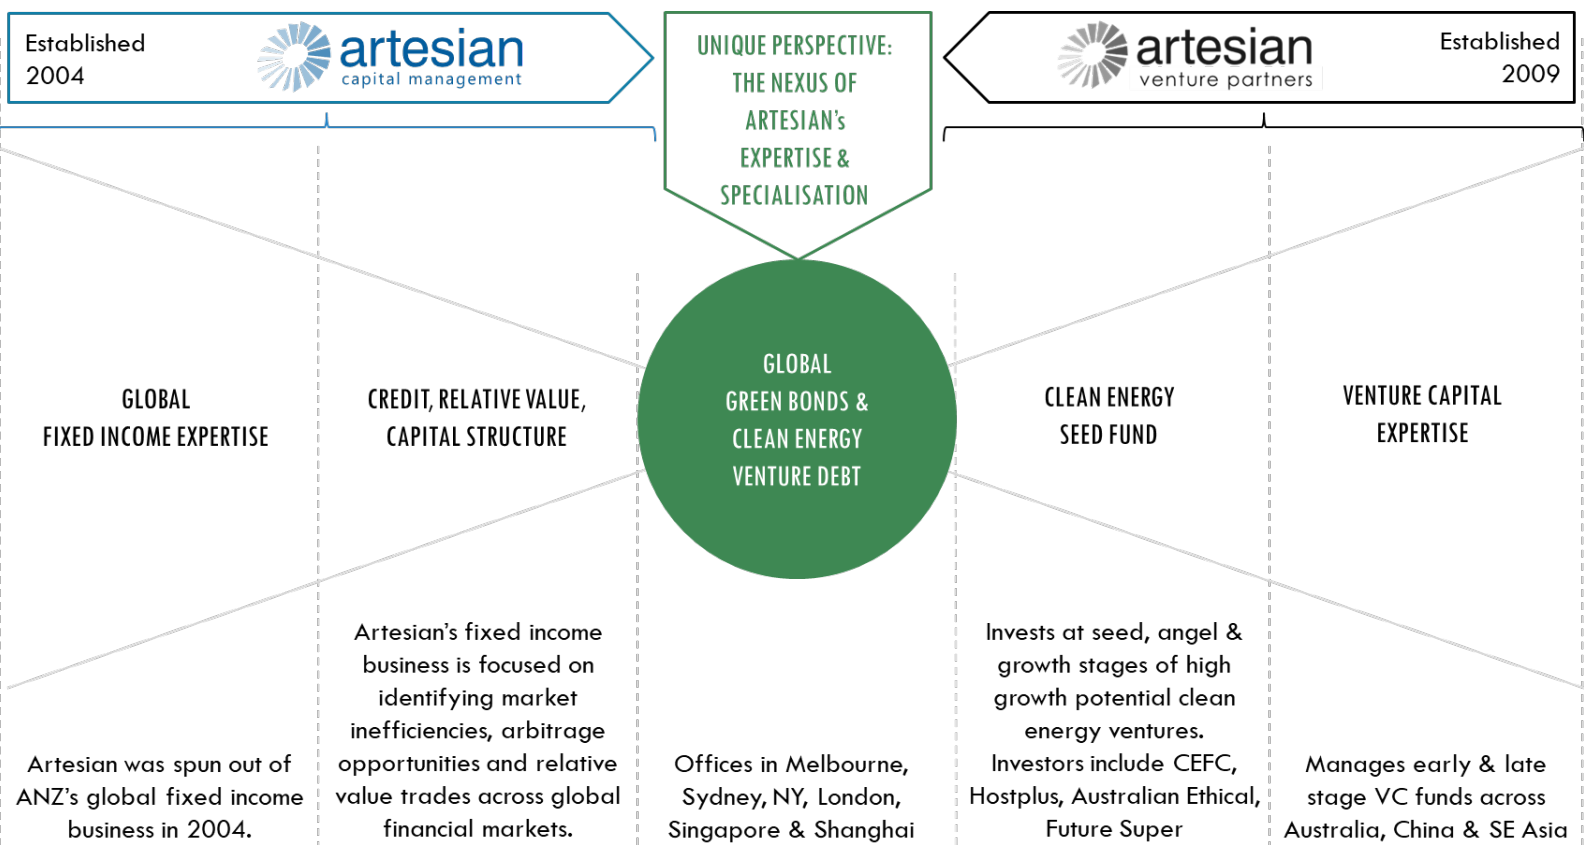 Established
2004
artesian
capital management
UNIQUE PERSPECTIVE:
THE NEXUS OF
ARTESIAN's
EXPERTISE &
SPECIALISATION
artesian
venture partners
Established
2009
GLOBAL
FIXED INCOME EXPERTISE
CREDIT, RELATIVE VALUE,
CAPITAL STRUCTURE
GLOBAL
GREEN BONDS &
CLEAN ENERGY
VENTURE DEBT
CLEAN ENERGY
SEED FUND
VENTURE CAPITAL
EXPERTISE
Artesian was spun out of
ANZ's global fixed income
business in 2004.
Artesian's fixed income
business is focused on
identifying market
inefficiencies, arbitrage
opportunities and relative
value trades across global
financial markets.
Offices in Melbourne,
Sydney, NY, London,
Singapore & Shanghai
Invests at seed, angel &
growth stages of high
growth potential clean
energy ventures.
Investors include CEFC,
Hostplus, Australian Ethical,
Future Super
Manages early & late
stage VC funds across
Australia, China & SE Asia